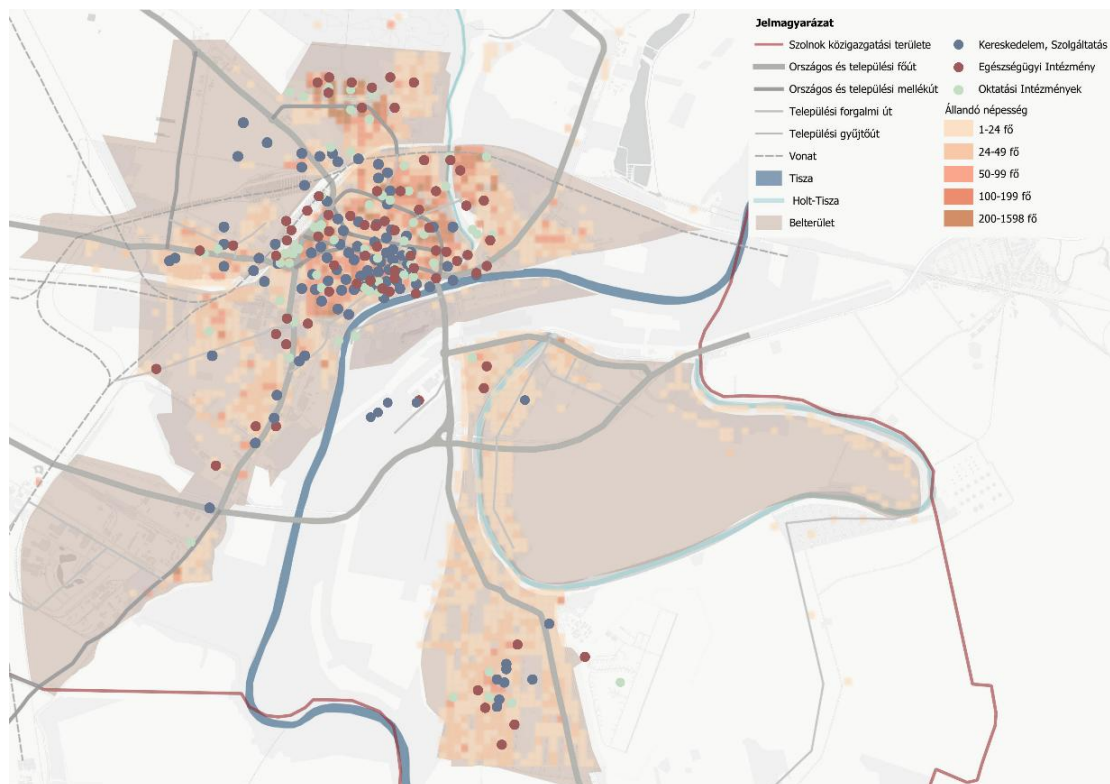 Jelmagyarázat
Szolnok közigazgatási területe
Országos és települési főút
Országos és települési mellékút
Települési forgalmi út
Települési gyűjtőút
Vonat
Tisza
Holt-Tisza
Belterület
Kereskedelem, Szolgáltatás
Egészségügyi Intézmény
Oktatási Intézmények
Állandó népesség
1-24 fő
24-49 fő
50-99 fő
100-199 fő
200-1598 fő